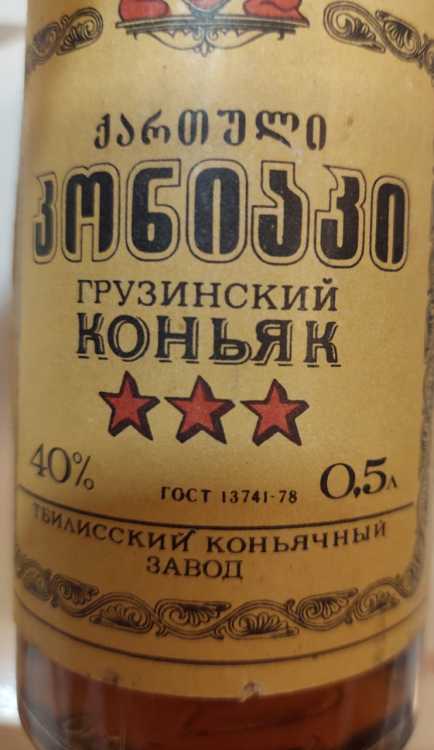 ქართული
კონიაკი
ГРУЗИНСКИЙ
КОНЬЯК
40% ГОСТ 13741-78 0,5л
ТБИЛИССКИЙ КОНЬЯЧНЫЙ
ЗАВОД